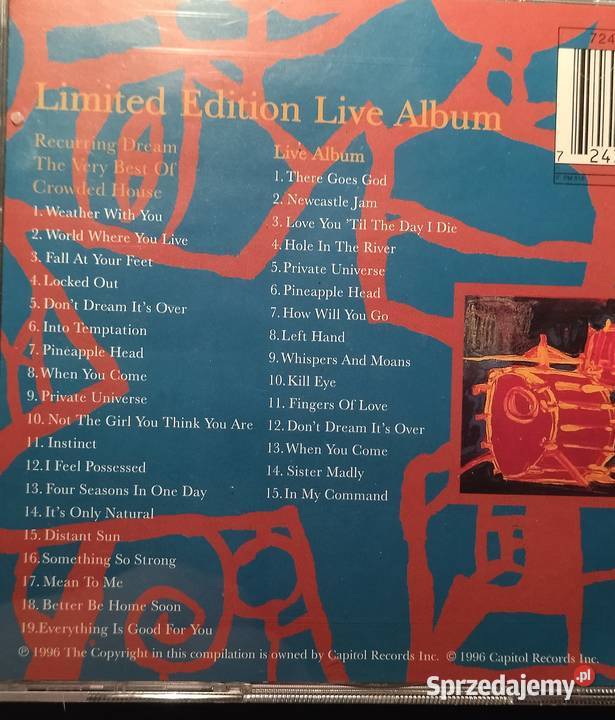 Limited Edition Live Album
Recurring Dream
The Very Best Of
Crowded House
1. Weather With You
2. World Where You Live
3. Fall At Your Feet
4. Locked Out
5. Don't Dream It's Over
6. Into Temptation
7. Pineapple Head
8. When You Come
9. Private Universe
10. Not The Girl You Think You Are
11. Instinct
12. I Feel Possessed
13. Four Seasons In One Day
14. It's Only Natural
15. Distant Sun
16. Something So Strong
17. Mean To Me
18. Better Be Home Soon
19. Everything Is Good For You
Live Album
1. There Goes God
2. Newcastle Jam
3. Love You 'Til The Day I Die
4. Hole In The River
5. Private Universe
6. Pineapple Head
7. How Will You Go
8. Left Hand
9. Whispers And Moans
10. Kill Eye
11. Fingers Of Love
12. Don't Dream It's Over
13. When You Come
14. Sister Madly
15. In My Command
724
7 24
℗ 1996 The Copyright in this compilation is owned by Capitol Records Inc. © 1996 Capitol Records Inc.
Sprzedajemy.pl